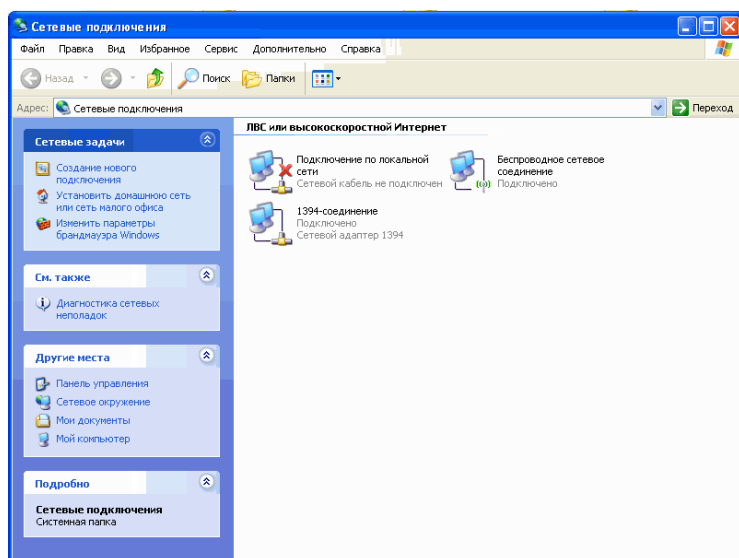 Сетевые подключения
Файл Правка Вид Избранное Сервис Дополнительно Справка
Назад Поиск Папки
Адрес: Сетевые подключения Переход
Сетевые задачи
Создание нового
подключения
Установить домашнюю сеть
или сеть малого офиса
Изменить параметры
брандмауэра Windows
См. также
Диагностика сетевых
неполадок
Другие места
Панель управления
Сетевое окружение
Мои документы
Мой компьютер
Подробно
Сетевые подключения
Системная папка
ЛВС или высокоскоростной Интернет
Подключение по локальной
сети
Сетевой кабель не подключен
Беспроводное сетевое
соединение
Подключено
1394-соединение
Подключено
Сетевой адаптер 1394